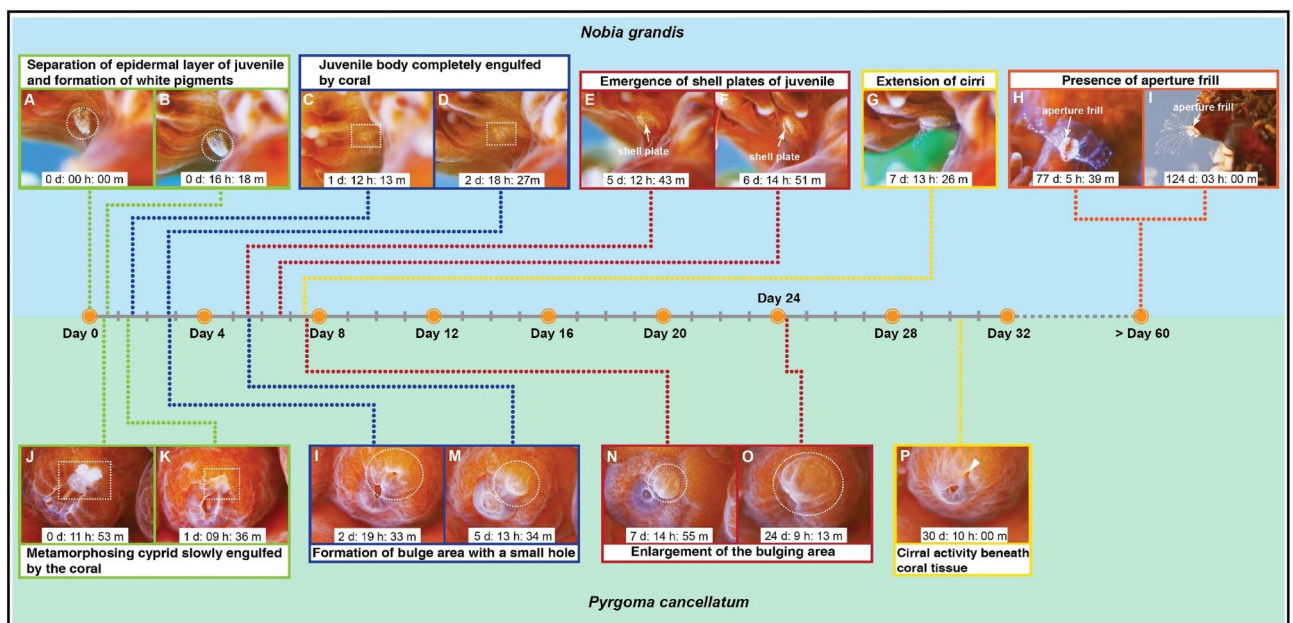 Nobia grandis
Separation of epidermal layer of juvenile
and formation of white pigments
A
B
0 d: 00 h: 00 m
0 d: 16 h: 18 m
Juvenile body completely engulfed
by coral
C
D
1 d: 12 h: 13 m
2 d: 18 h: 27m
Emergence of shell plates of juvenile
E
F
shell plate
shell plate
5 d: 12 h: 43 m
6 d: 14 h: 51 m
Extension of cirri
G
7 d: 13 h: 26 m
Presence of aperture frill
H
I
aperture frill
aperture frill
77 d: 5 h: 39 m
124 d: 03 h: 00 m
Day 24
Day 0
Day 4
Day 8
Day 12
Day 16
Day 20
Day 28
Day 32
> Day 60
J
K
0 d: 11 h: 53 m
1 d: 09 h: 36 m
Metamorphosing cyprid slowly engulfed
by the coral
I
M
2 d: 19 h: 33 m
5 d: 13 h: 34 m
Formation of bulge area with a small hole
N
O
7 d: 14 h: 55 m
24 d: 9 h: 13 m
Enlargement of the bulging area
P
30 d: 10 h: 00 m
Cirral activity beneath
coral tissue
Pyrgoma cancellatum